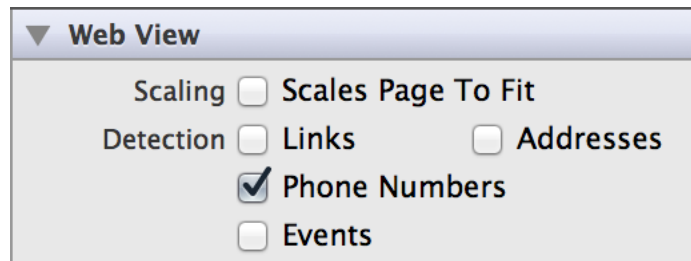 Web View
Scaling Scales Page To Fit
Detection Links Addresses
Phone Numbers
Events